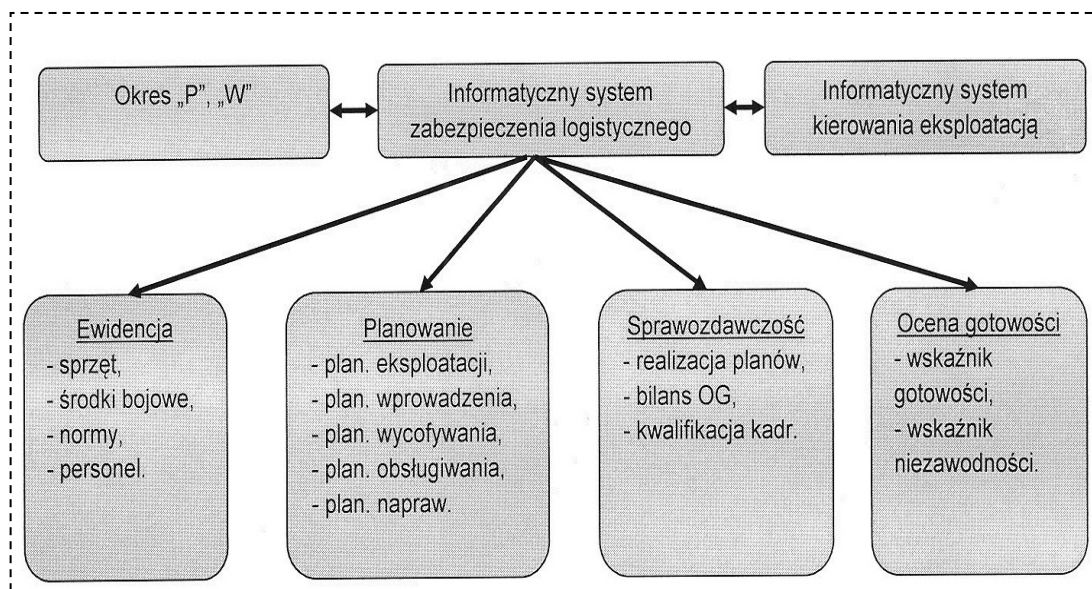 Okres „P”, „W”
Informatyczny system
zabezpieczenia logistycznego
Informatyczny system
kierowania eksploatacją
Ewidencja
- sprzęt,
- środki bojowe,
- normy,
- personel.
Planowanie
- plan. eksploatacji,
- plan. wprowadzenia,
- plan. wycofywania,
- plan. obsługiwania,
- plan. napraw.
Sprawozdawczość
- realizacja planów,
- bilans OG,
- kwalifikacja kadr.
Ocena gotowości
- wskaźnik
gotowości,
- wskaźnik
niezawodności.